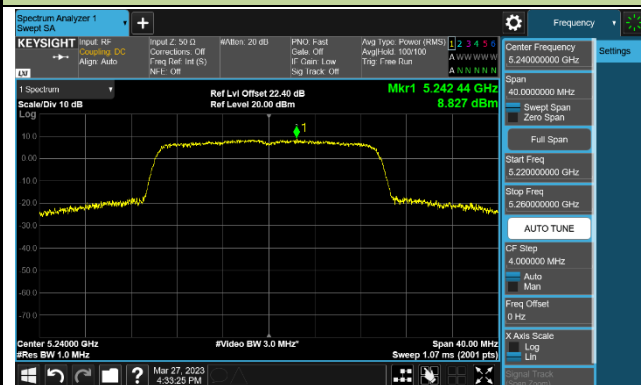 Spectrum Analyzer 1
Swept SA
Frequency
KEYSIGHT
Input: RF
Coupling: DC
Align: Auto
Input Z: 50 Ω
Corrections: Off
Freq Ref: Int (S)
NFE: Off
#Atten: 20 dB
PNO: Fast
Gate: Off
IF Gain: Low
Sig Track: Off
Avg Type: Power (RMS)
Avg|Hold: 100/100
Trig: Free Run
1 2 3 4 5 6
A W W W W W
A N N N N N
LXI
1 Spectrum
Scale/Div 10 dB
Log
Ref Lvl Offset 22.40 dB
Ref Level 20.00 dBm
Mkr1 5.242 44 GHz
8.827 dBm
1
10.0
0.00
-10.0
-20.0
-30.0
-40.0
-50.0
-60.0
-70.0
Center 5.24000 GHz
#Res BW 1.0 MHz
#Video BW 3.0 MHz*
Span 40.00 MHz
Sweep 1.07 ms (2001 pts)
Mar 27, 2023
4:33:25 PM
Center Frequency
5.240000000 GHz
Settings
Span
40.0000000 MHz
Swept Span
Zero Span
Full Span
Start Freq
5.220000000 GHz
Stop Freq
5.260000000 GHz
AUTO TUNE
CF Step
4.000000 MHz
Auto
Man
Freq Offset
0 Hz
X Axis Scale
Log
Lin
Signal Track
(Span Zoom)